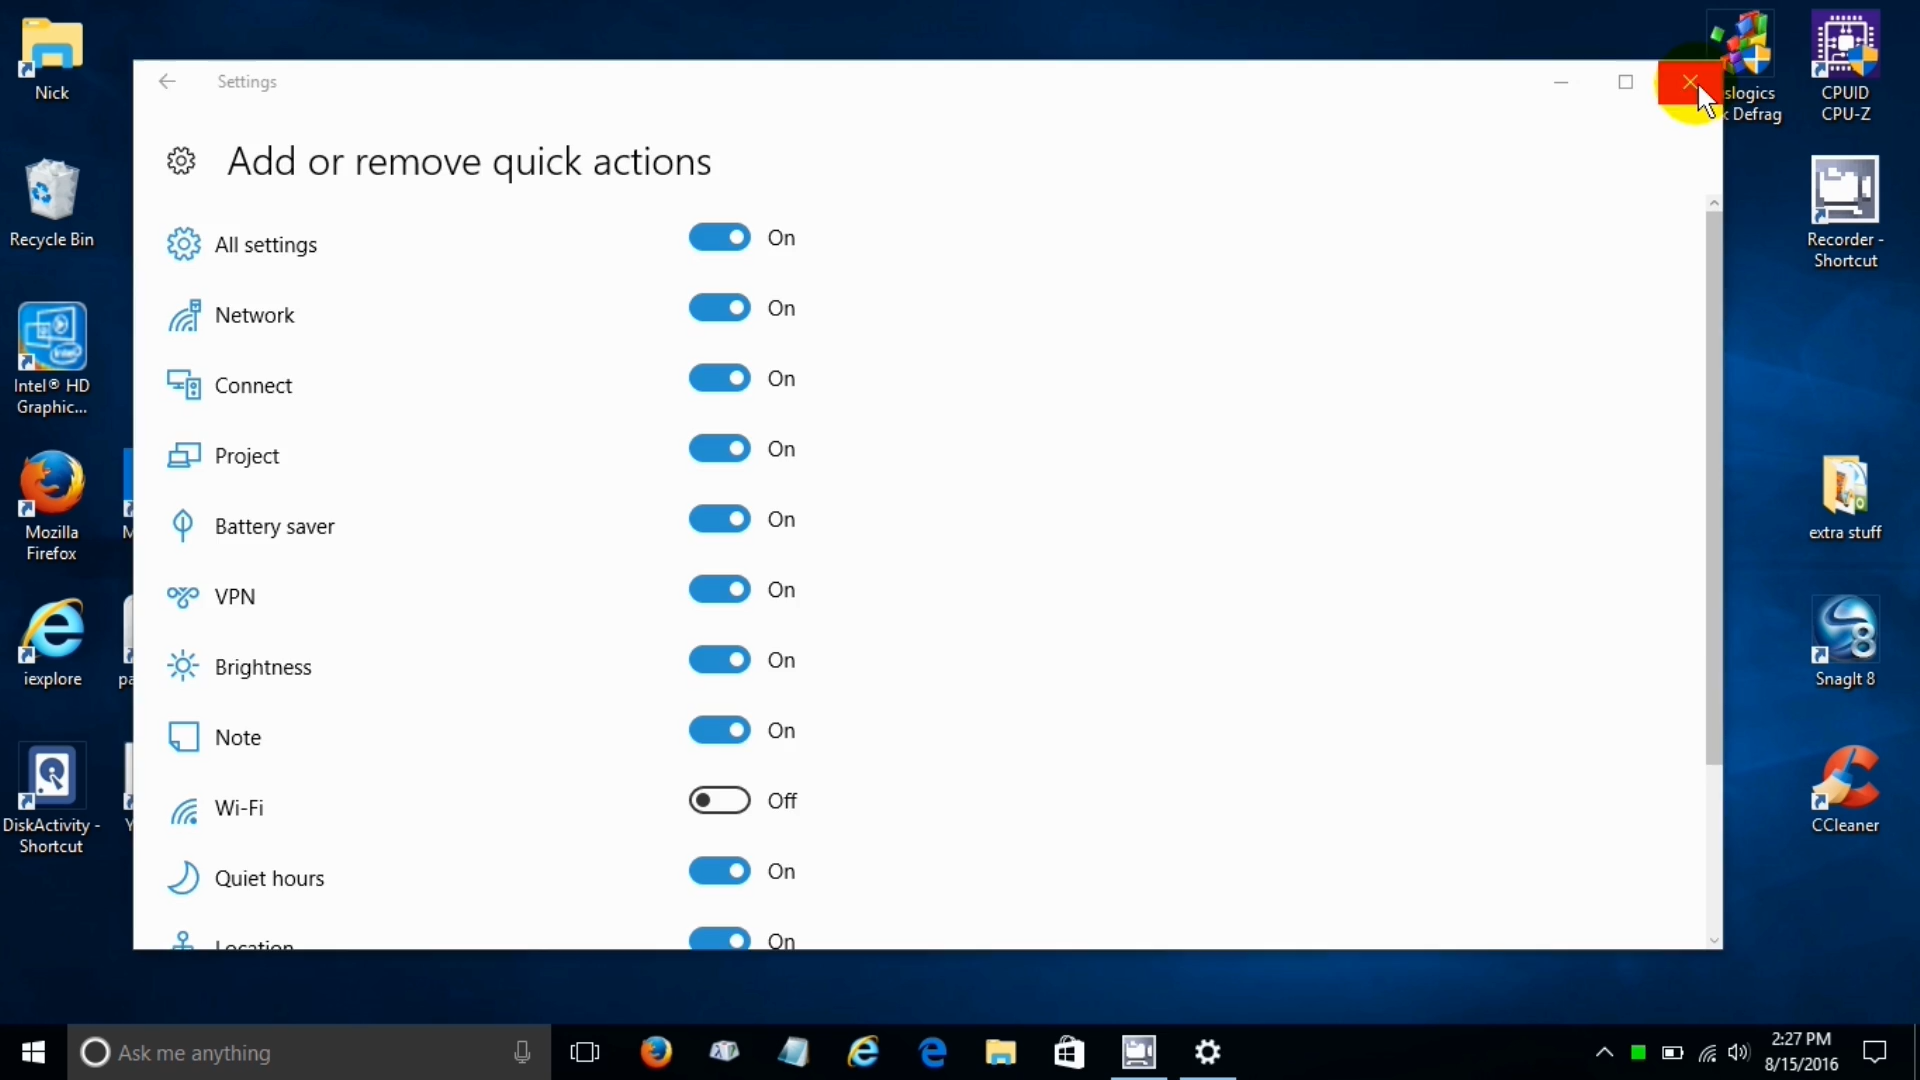 Nick
Recycle Bin
Intel® HD
Graphic...
Mozilla
Firefox
iexplore
DiskActivity -
Shortcut
Settings
Add or remove quick actions
All settings On
Network On
Connect On
Project On
Battery saver On
VPN On
Brightness On
Note On
Wi-Fi Off
Quiet hours On
Location On
slogics
k Defrag
CPUID
CPU-Z
Recorder -
Shortcut
extra stuff
SnagIt 8
CCleaner
Ask me anything
2:27 PM
8/15/2016